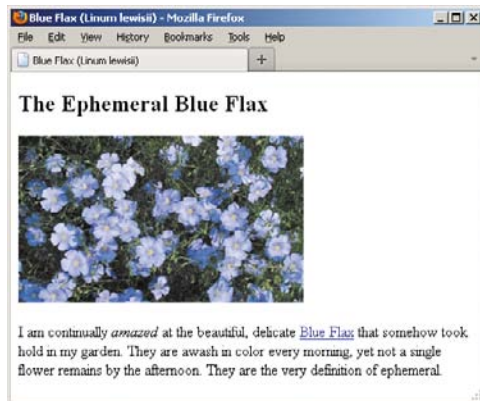 Blue Flax (Linum lewisii) - Mozilla Firefox
File Edit View History Bookmarks Tools Help
Blue Flax (Linum lewisii)
The Ephemeral Blue Flax
I am continually amazed at the beautiful, delicate Blue Flax that somehow took
hold in my garden. They are awash in color every morning, yet not a single
flower remains by the afternoon. They are the very definition of ephemeral.